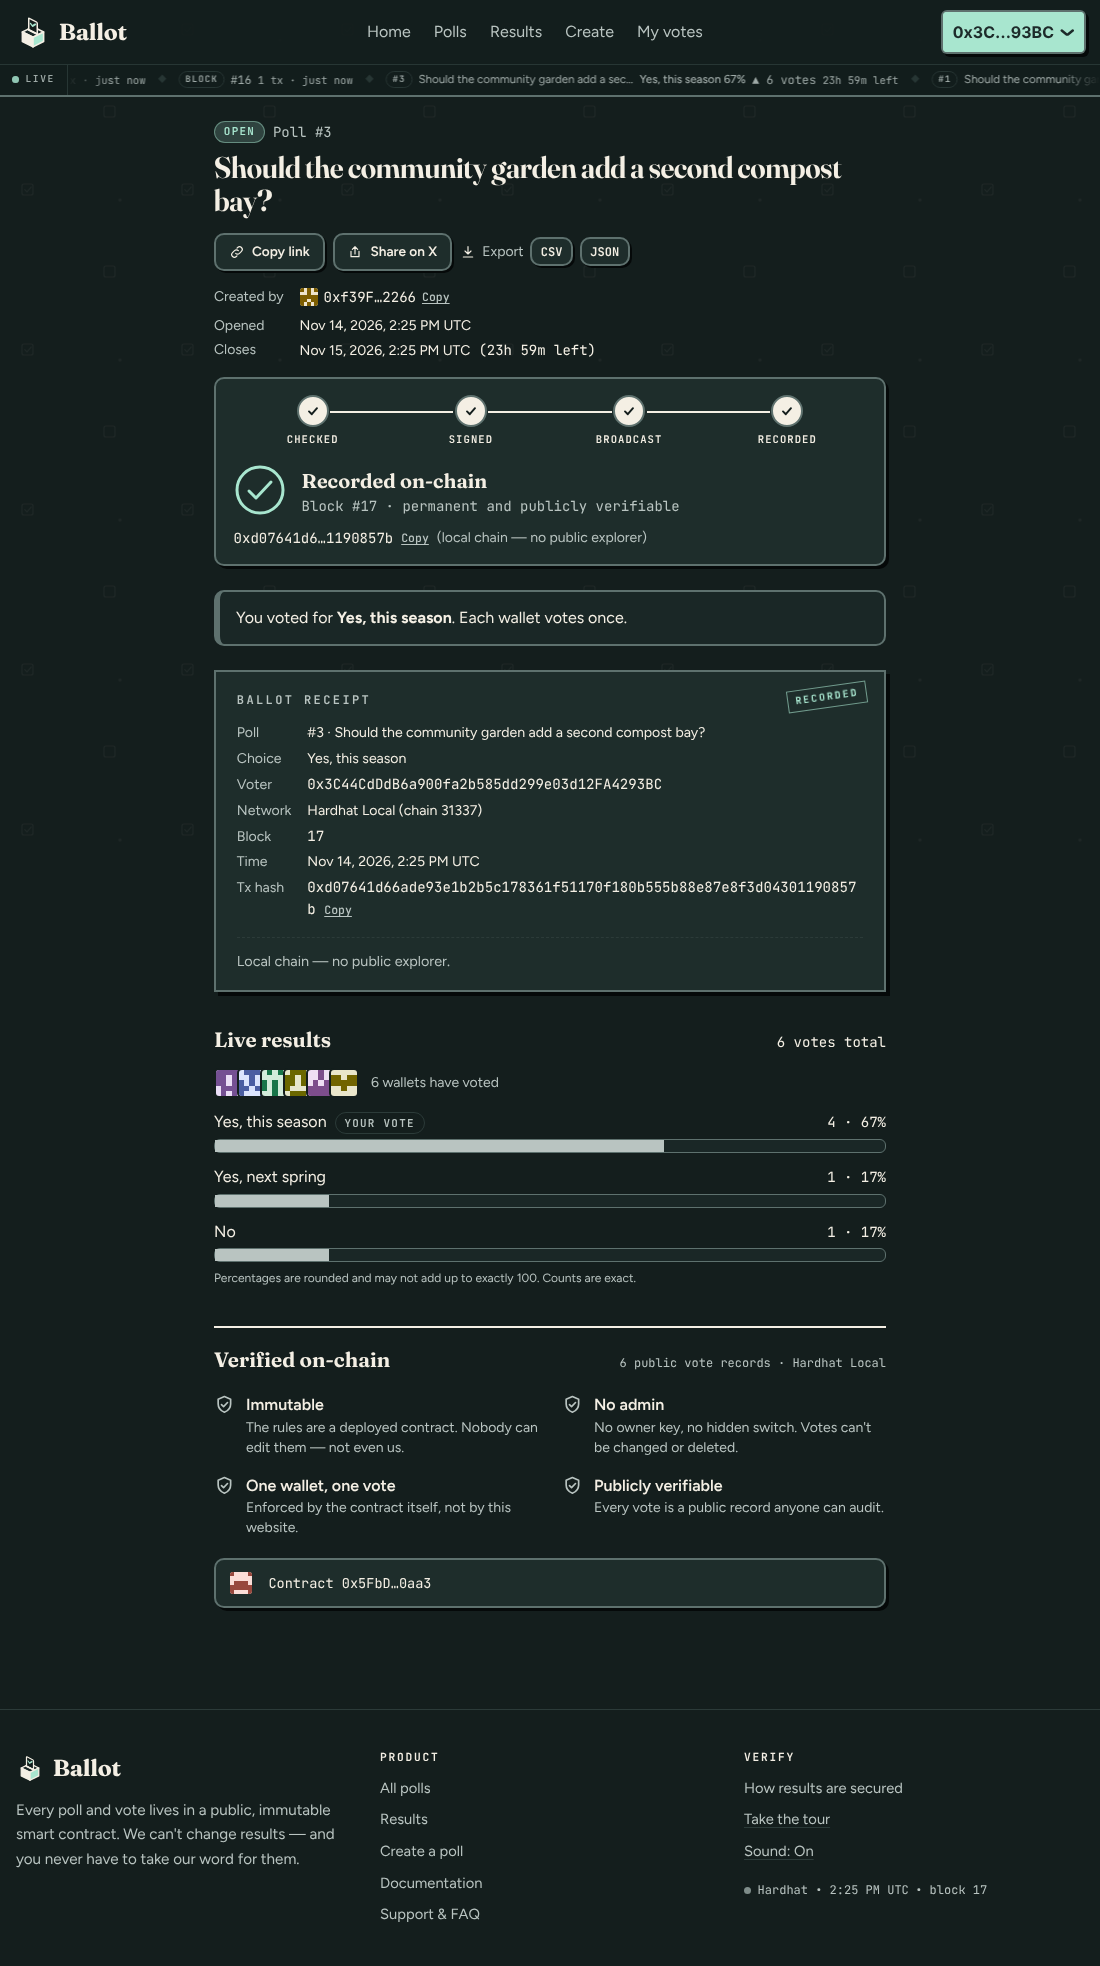 Ballot
Home Polls Results Create My votes
0x3C…93BC
LIVE
· just now ◆ BLOCK #16 1 tx · just now ◆ #3 Should the community garden add a sec… Yes, this season 67% ▲ 6 votes 23h 59m left ◆ #1 Should the community
OPEN Poll #3
Should the community garden add a second compost
bay?
Copy link Share on X Export CSV JSON
Created by 0xf39F…2266 Copy
Opened Nov 14, 2026, 2:25 PM UTC
Closes Nov 15, 2026, 2:25 PM UTC (23h 59m left)
CHECKED SIGNED BROADCAST RECORDED
Recorded on-chain
Block #17 · permanent and publicly verifiable
0xd07641d6…1190857b Copy (local chain — no public explorer)
You voted for Yes, this season. Each wallet votes once.
BALLOT RECEIPT RECORDED
Poll #3 · Should the community garden add a second compost bay?
Choice Yes, this season
Voter 0x3C44CdDdB6a900fa2b585dd299e03d12FA4293BC
Network Hardhat Local (chain 31337)
Block 17
Time Nov 14, 2026, 2:25 PM UTC
Tx hash 0xd07641d66ade93e1b2b5c178361f51170f180b555b88e87e8f3d04301190857
b Copy
Local chain — no public explorer.
Live results 6 votes total
6 wallets have voted
Yes, this season YOUR VOTE 4 · 67%
Yes, next spring 1 · 17%
No 1 · 17%
Percentages are rounded and may not add up to exactly 100. Counts are exact.
Verified on-chain 6 public vote records · Hardhat Local
Immutable
The rules are a deployed contract. Nobody can
edit them — not even us.
No admin
No owner key, no hidden switch. Votes can't
be changed or deleted.
One wallet, one vote
Enforced by the contract itself, not by this
website.
Publicly verifiable
Every vote is a public record anyone can audit.
Contract 0x5FbD…0aa3
Ballot
Every poll and vote lives in a public, immutable
smart contract. We can't change results — and
you never have to take our word for them.
PRODUCT
All polls
Results
Create a poll
Documentation
Support & FAQ
VERIFY
How results are secured
Take the tour
Sound: On
Hardhat • 2:25 PM UTC • block 17